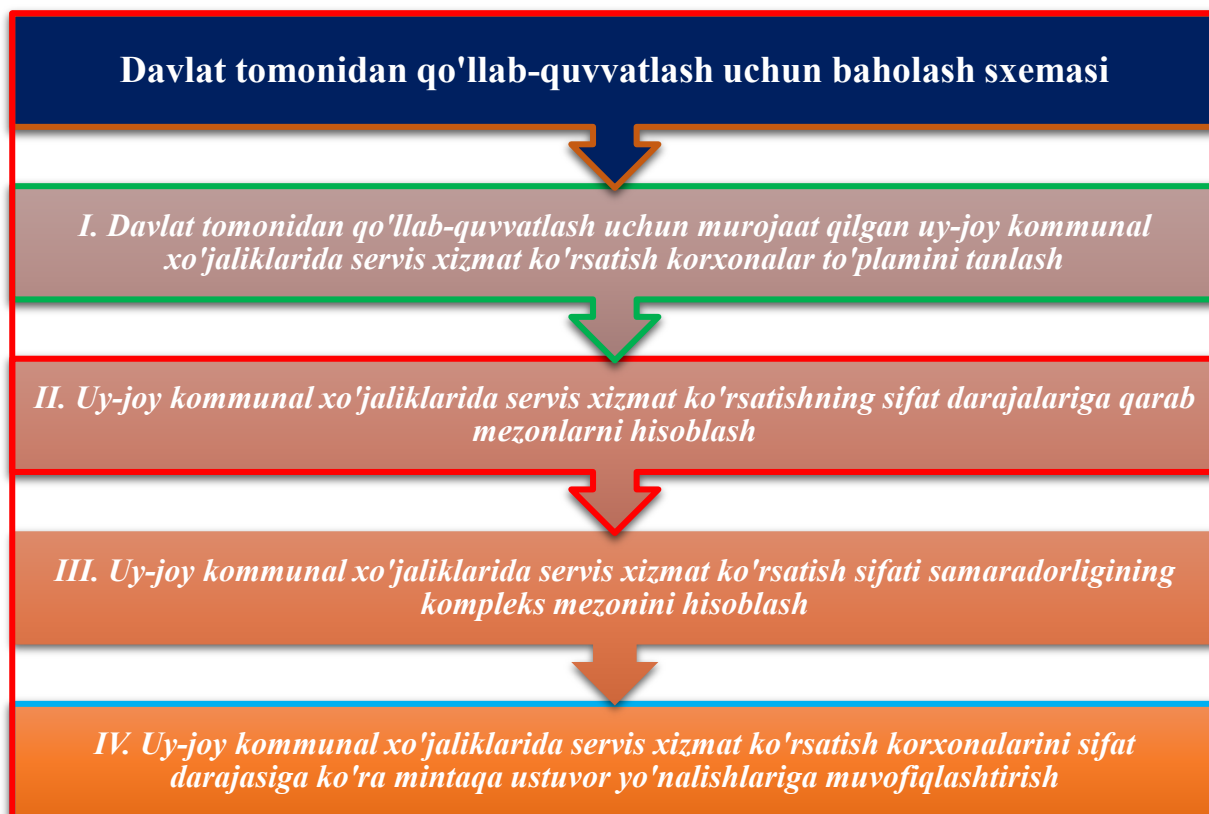 Davlat tomonidan qo'llab-quvvatlash uchun baholash sxemasi
I. Davlat tomonidan qo'llab-quvvatlash uchun murojaat qilgan uy-joy kommunal
xo'jaliklarida servis xizmat ko'rsatish korxonalar to'plamini tanlash
II. Uy-joy kommunal xo'jaliklarida servis xizmat ko'rsatishning sifat darajalariga qarab
mezonlarni hisoblash
III. Uy-joy kommunal xo'jaliklarida servis xizmat ko'rsatish sifati samaradorligining
kompleks mezonini hisoblash
IV. Uy-joy kommunal xo'jaliklarida servis xizmat ko'rsatish korxonalarini sifat
darajasiga ko'ra mintaqa ustuvor yo'nalishlariga muvofiqlashtirish